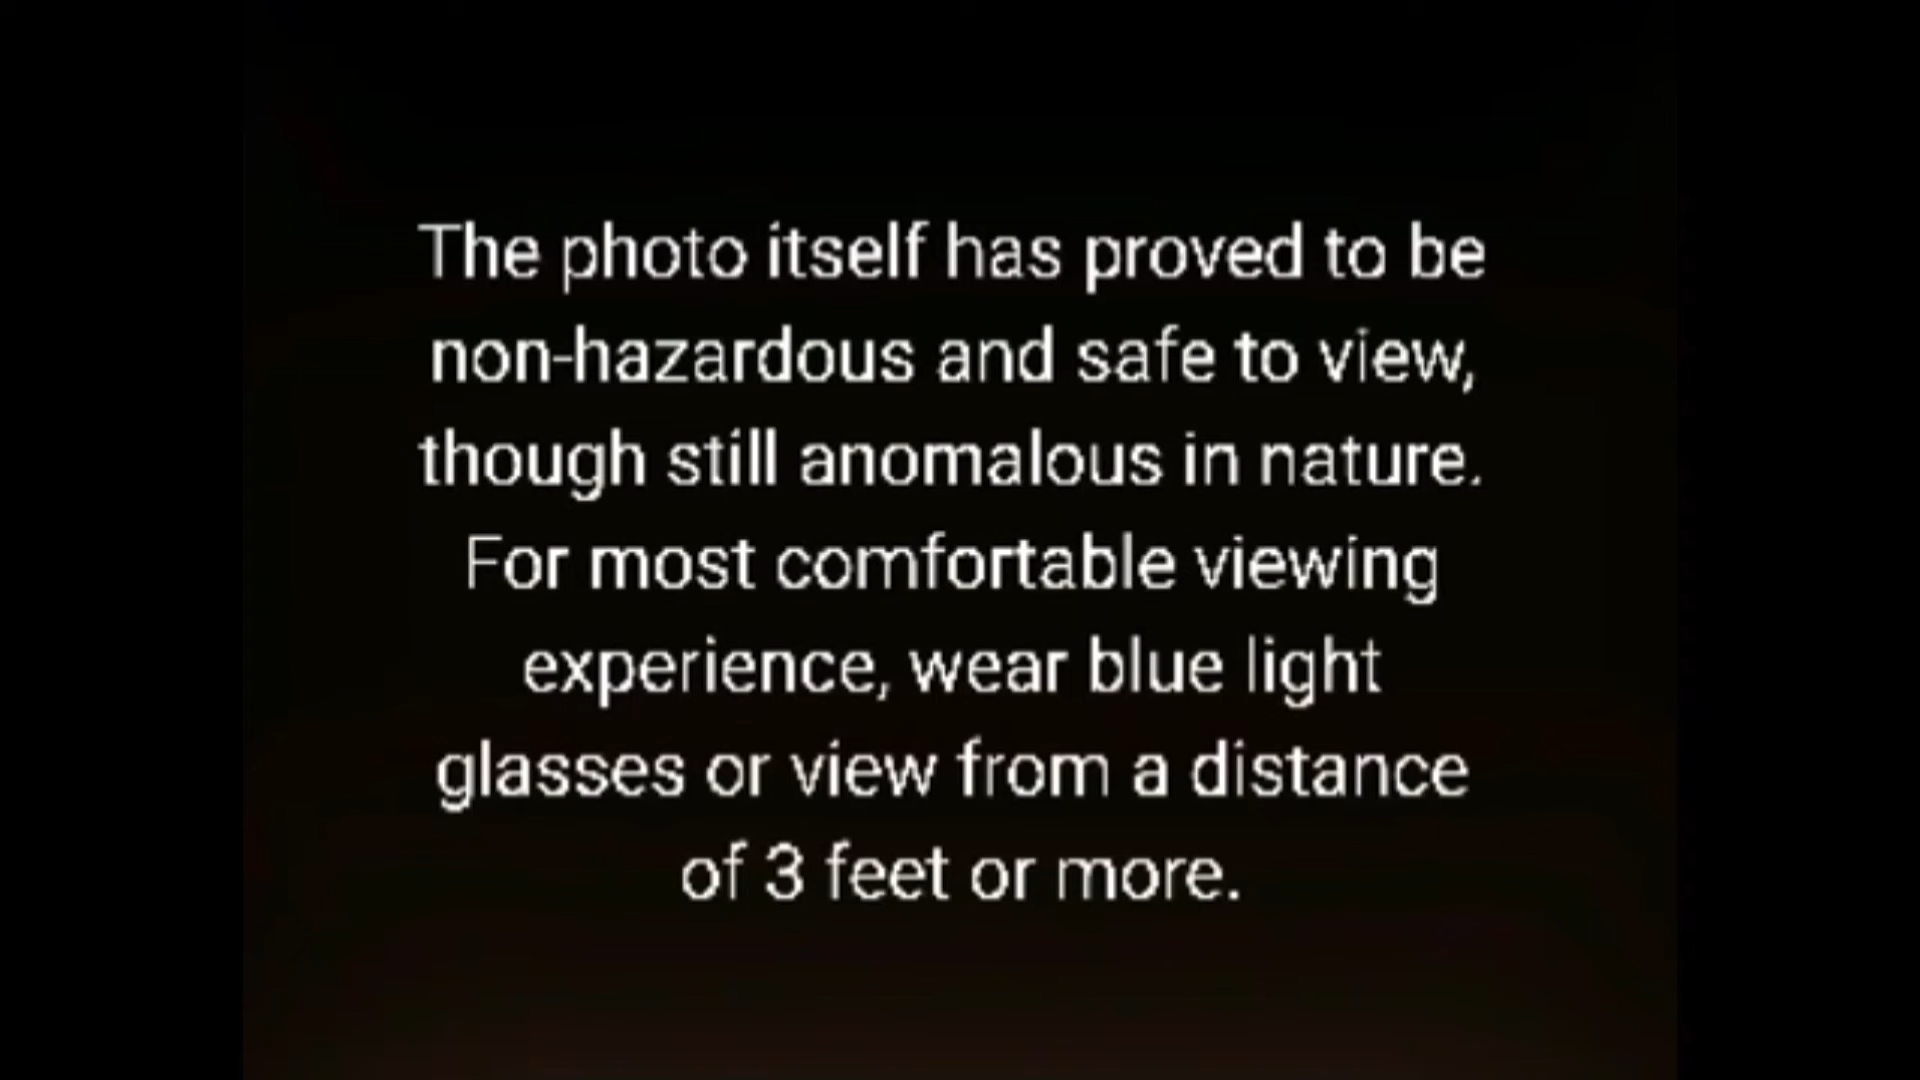 The photo itself has proved to be
non-hazardous and safe to view,
though still anomalous in nature.
For most comfortable viewing
experience, wear blue light
glasses or view from a distance
of 3 feet or more.